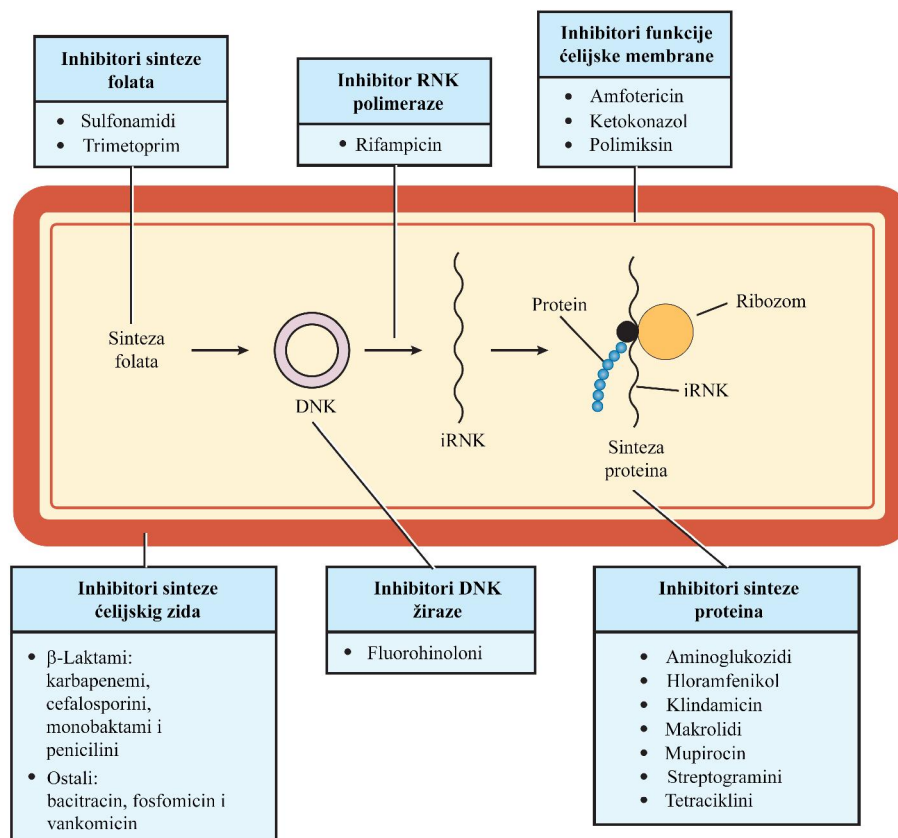 Inhibitori sinteze
folata
• Sulfonamidi
• Trimetoprim
Inhibitor RNK
polimeraze
• Rifampicin
Inhibitori funkcije
ćelijske membrane
• Amfotericin
• Ketokonazol
• Polimiksin
Sinteza
folata
DNK
iRNK
Protein
Ribozom
iRNK
Sinteza
proteina
Inhibitori sinteze
ćelijskig zida
• β-Laktami:
karbapenemi,
cefalosporini,
monobaktami i
penicilini
• Ostali:
bacitracin, fosfomicin i
vankomicin
Inhibitori DNK
žiraze
• Fluorohinoloni
Inhibitori sinteze
proteina
• Aminoglukozidi
• Hloramfenikol
• Klindamicin
• Makrolidi
• Mupirocin
• Streptogramini
• Tetraciklini